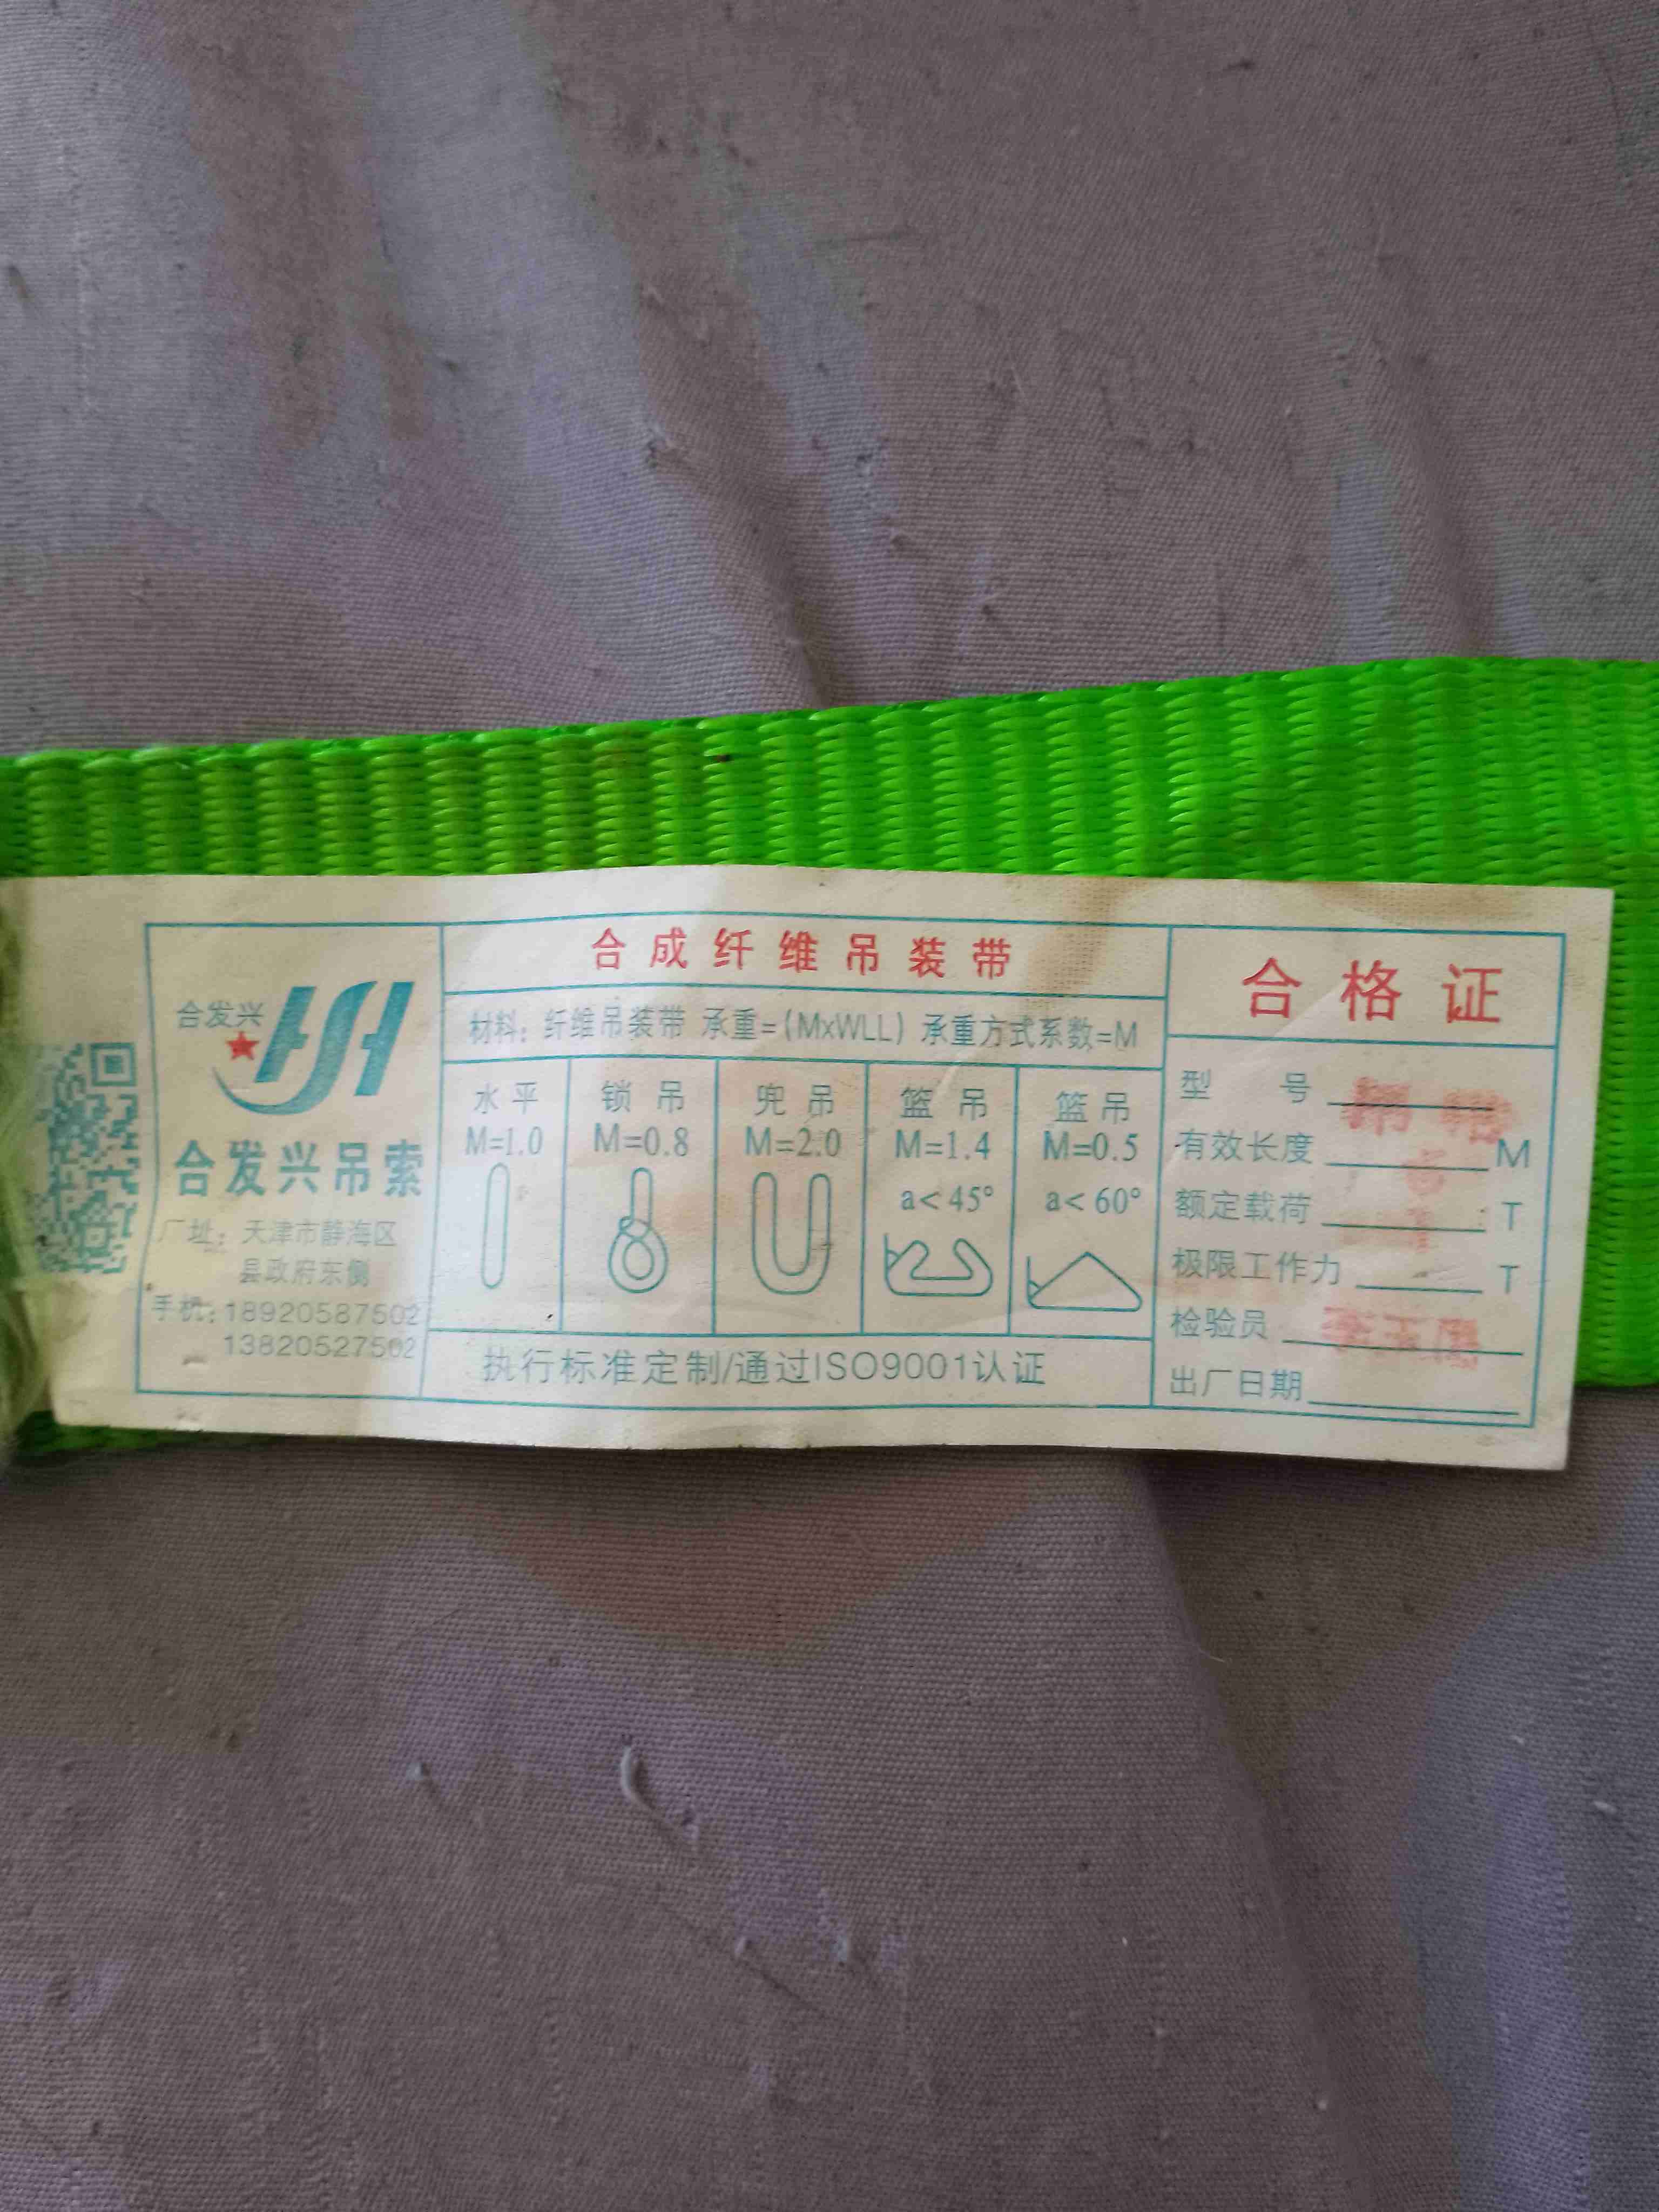 合发兴
合发兴吊索
厂址：天津市静海区
县政府东侧
手机：18920587502
13820527502
合成纤维吊装带
材料：纤维吊装带 承重=(MxWLL) 承重方式系数=M
水平
M=1.0
锁吊
M=0.8
兜吊
M=2.0
篮吊
M=1.4
a<45°
篮吊
M=0.5
a<60°
执行标准定制/通过ISO9001认证
合格证
型号
有效长度 M
额定载荷 T
极限工作力 T
检验员
出厂日期